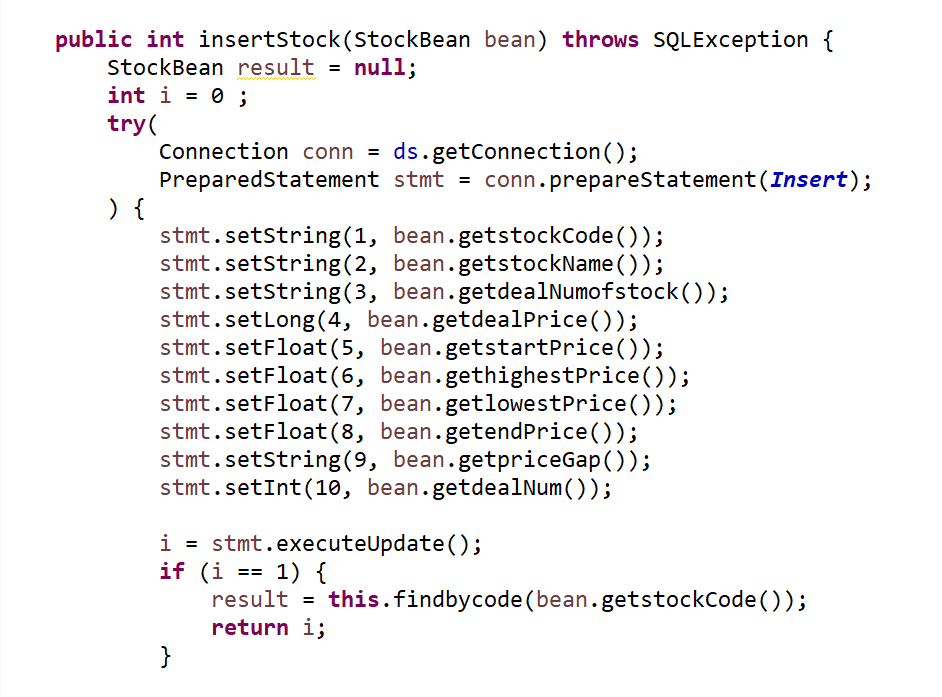 public int insertStock(StockBean bean) throws SQLException {
    StockBean result = null;
    int i = 0 ;
    try(
        Connection conn = ds.getConnection();
        PreparedStatement stmt = conn.prepareStatement(Insert);
    ) {
        stmt.setString(1, bean.getstockCode());
        stmt.setString(2, bean.getstockName());
        stmt.setString(3, bean.getdealNumofstock());
        stmt.setLong(4, bean.getdealPrice());
        stmt.setFloat(5, bean.getstartPrice());
        stmt.setFloat(6, bean.gethighestPrice());
        stmt.setFloat(7, bean.getlowestPrice());
        stmt.setFloat(8, bean.getendPrice());
        stmt.setString(9, bean.getpriceGap());
        stmt.setInt(10, bean.getdealNum());

        i = stmt.executeUpdate();
        if (i == 1) {
            result = this.findbycode(bean.getstockCode());
            return i;
        }